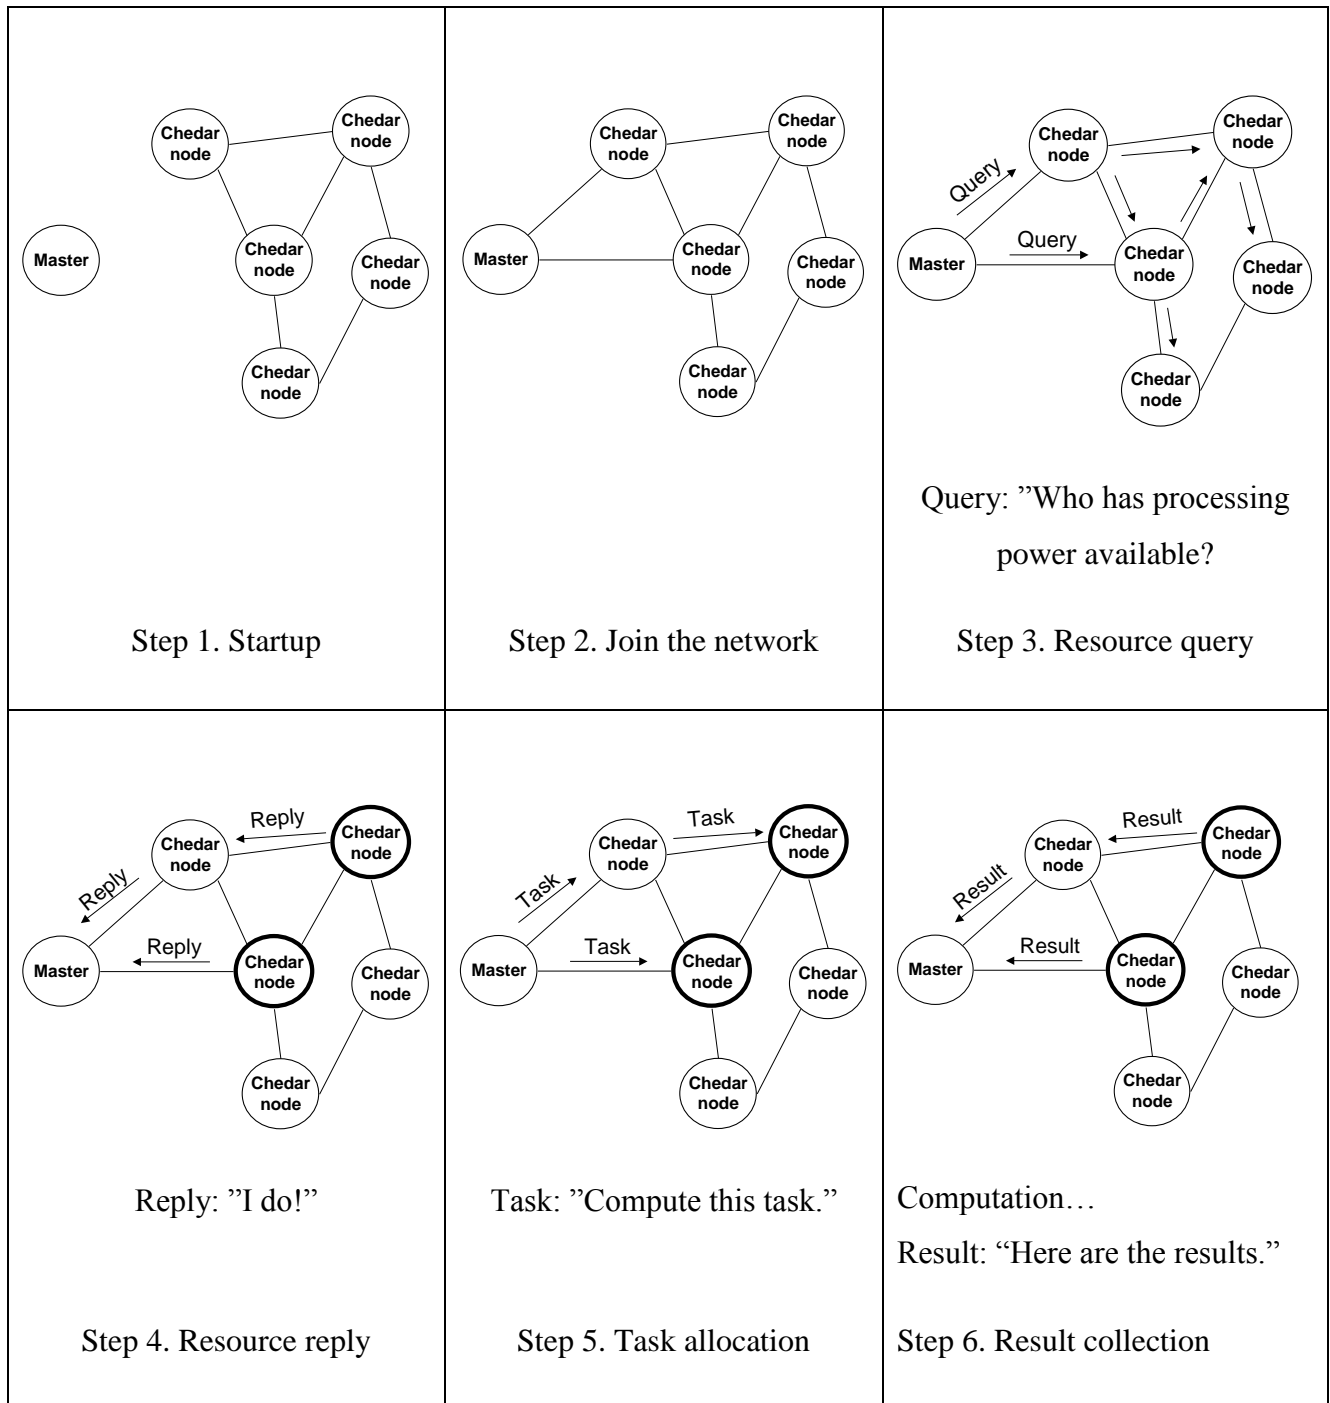 Chedar
node
Chedar
node
Master
Chedar
node
Chedar
node
Chedar
node
Step 1. Startup
Chedar
node
Chedar
node
Master
Chedar
node
Chedar
node
Chedar
node
Step 2. Join the network
Chedar
node
Chedar
node
Query
Query
Master
Chedar
node
Chedar
node
Chedar
node
Query: ”Who has processing
power available?
Step 3. Resource query
Reply
Chedar
node
Chedar
node
Reply
Reply
Master
Chedar
node
Chedar
node
Chedar
node
Reply: ”I do!”
Step 4. Resource reply
Task
Chedar
node
Chedar
node
Task
Task
Master
Chedar
node
Chedar
node
Chedar
node
Task: ”Compute this task.”
Step 5. Task allocation
Result
Chedar
node
Chedar
node
Result
Result
Master
Chedar
node
Chedar
node
Chedar
node
Computation…
Result: “Here are the results.”
Step 6. Result collection